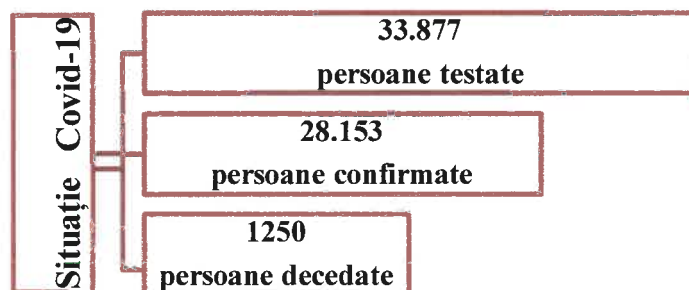 Situație Covid-19
33.877
persoane testate
28.153
persoane confirmate
1250
persoane decedate